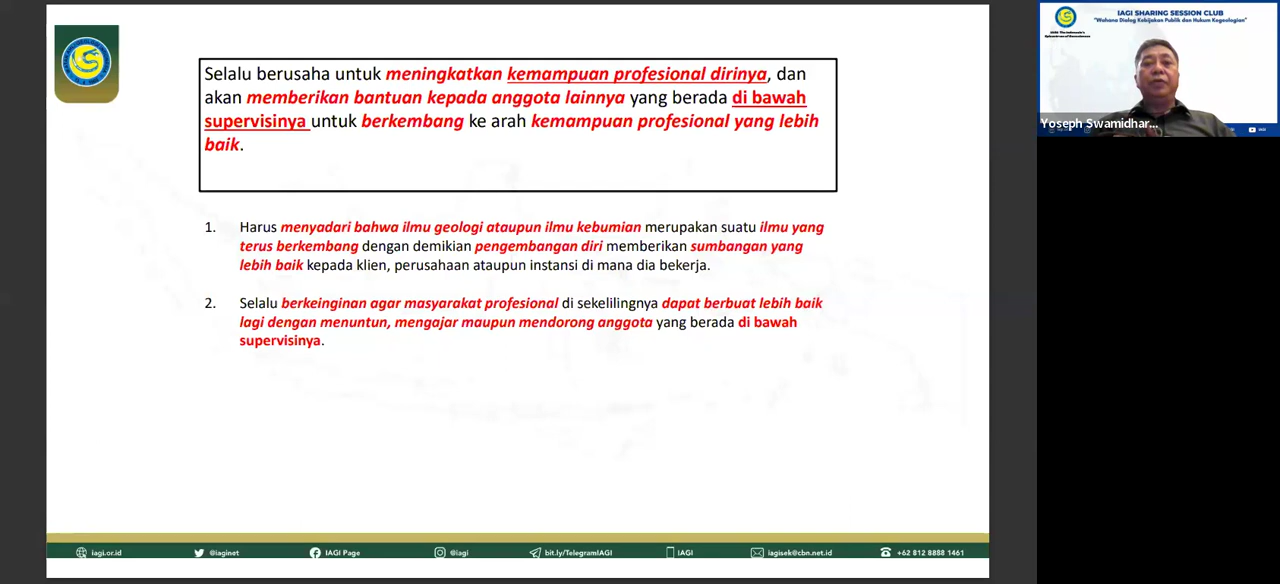 Selalu berusaha untuk meningkatkan kemampuan profesional dirinya, dan
akan memberikan bantuan kepada anggota lainnya yang berada di bawah
supervisinya untuk berkembang ke arah kemampuan profesional yang lebih
baik.
1. Harus menyadari bahwa ilmu geologi ataupun ilmu kebumian merupakan suatu ilmu yang
terus berkembang dengan demikian pengembangan diri memberikan sumbangan yang
lebih baik kepada klien, perusahaan ataupun instansi di mana dia bekerja.
2. Selalu berkeinginan agar masyarakat profesional di sekelilingnya dapat berbuat lebih baik
lagi dengan menuntun, mengajar maupun mendorong anggota yang berada di bawah
supervisinya.
iagi.or.id @iaginet IAGI Page @iagi bit.ly/TelegramIAGI IAGI iagisek@cbn.net.id +62 812 8888 1461
IAGI SHARING SESSION CLUB
"Wahana Dialog Kebijakan Publik dan Hukum Kegeologian"
Yoseph Swamidhar...